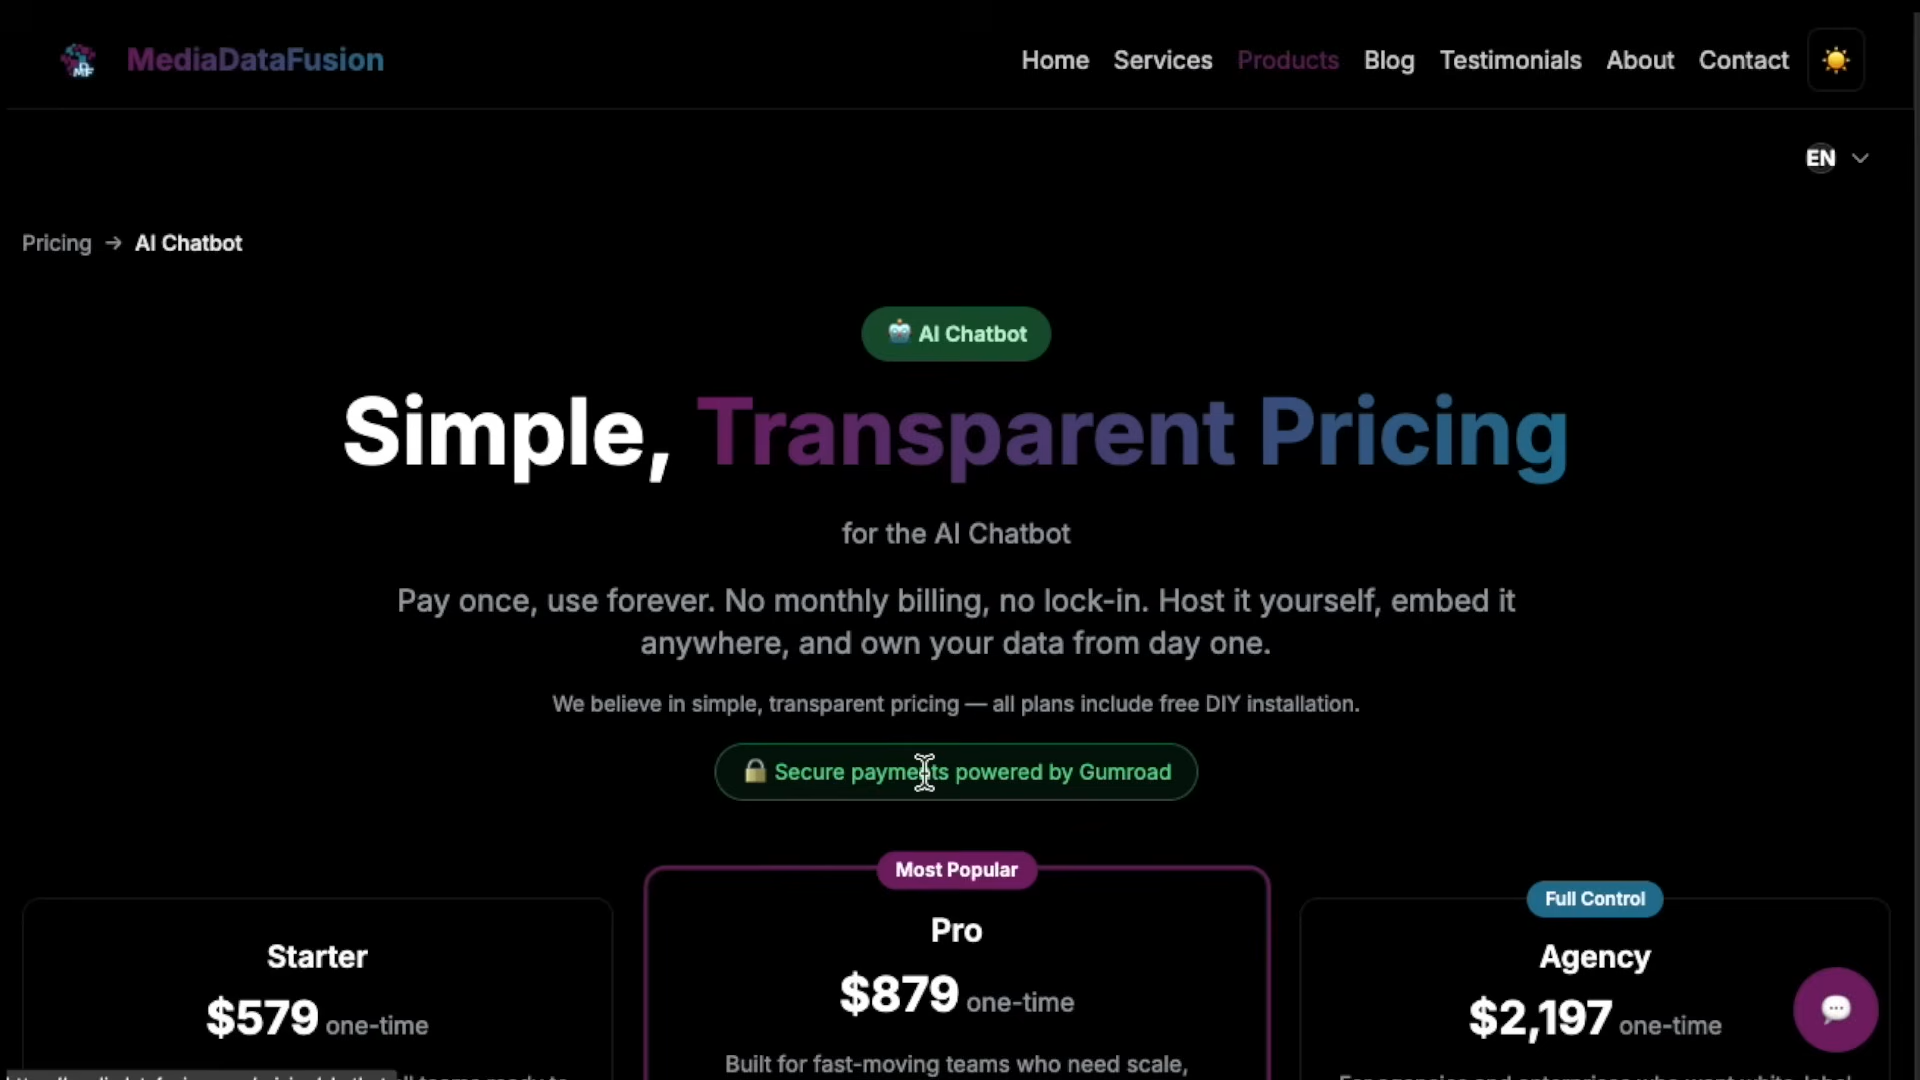 MediaDataFusion
Home Services Products Blog Testimonials About Contact
EN
Pricing → AI Chatbot
AI Chatbot
Simple, Transparent Pricing
for the AI Chatbot
Pay once, use forever. No monthly billing, no lock-in. Host it yourself, embed it
anywhere, and own your data from day one.
We believe in simple, transparent pricing — all plans include free DIY installation.
Secure payments powered by Gumroad
Most Popular
Full Control
Starter
Pro
Agency
$579 one-time
$879 one-time
$2,197 one-time
Built for fast-moving teams who need scale,